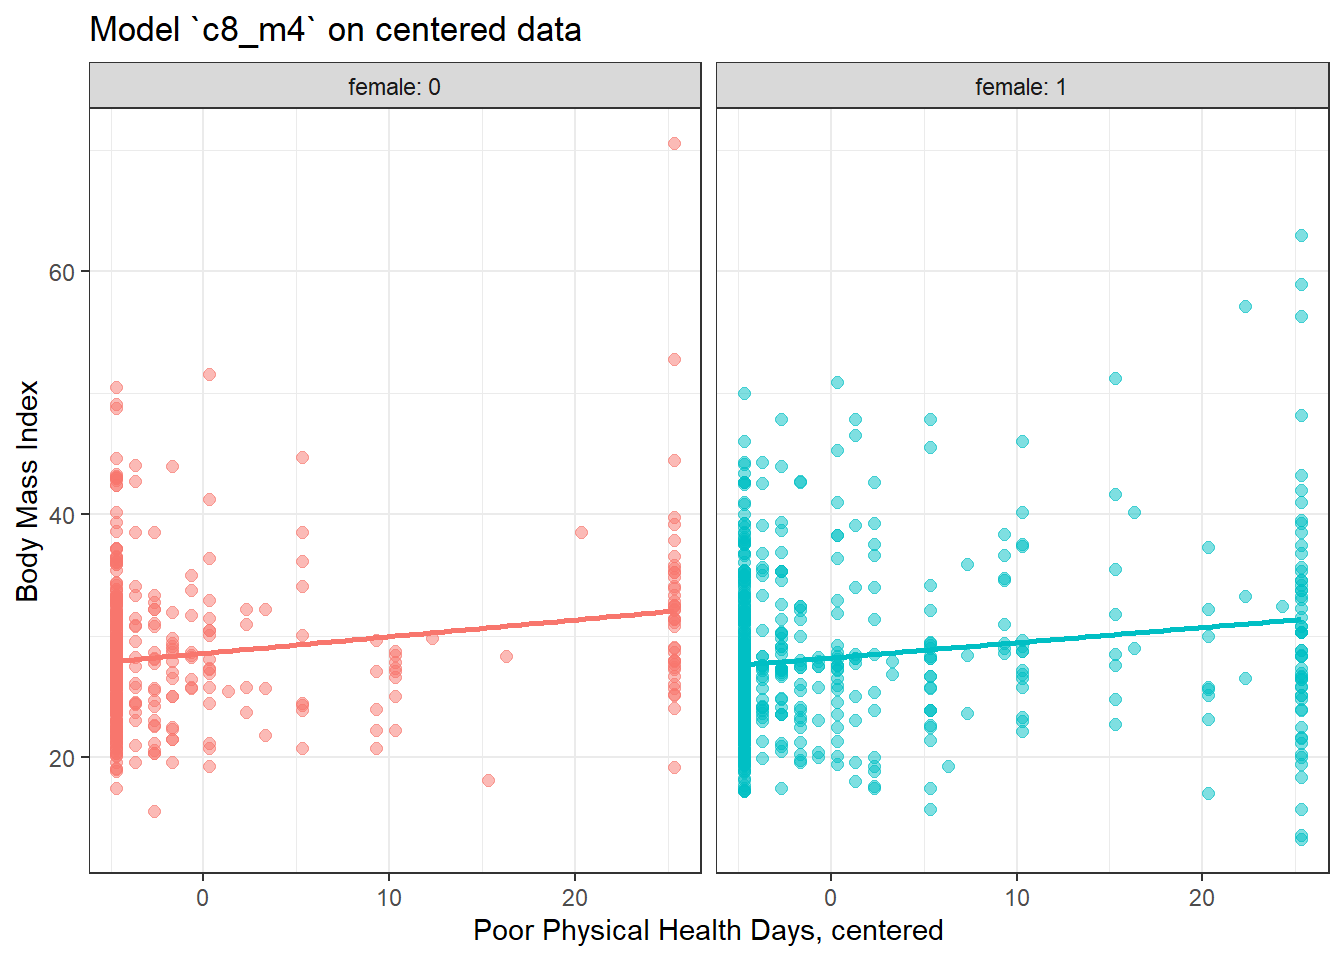 Model `c8_m4` on centered data
female: 0
female: 1
60
40
20
Body Mass Index
0
10
20
0
10
20
Poor Physical Health Days, centered